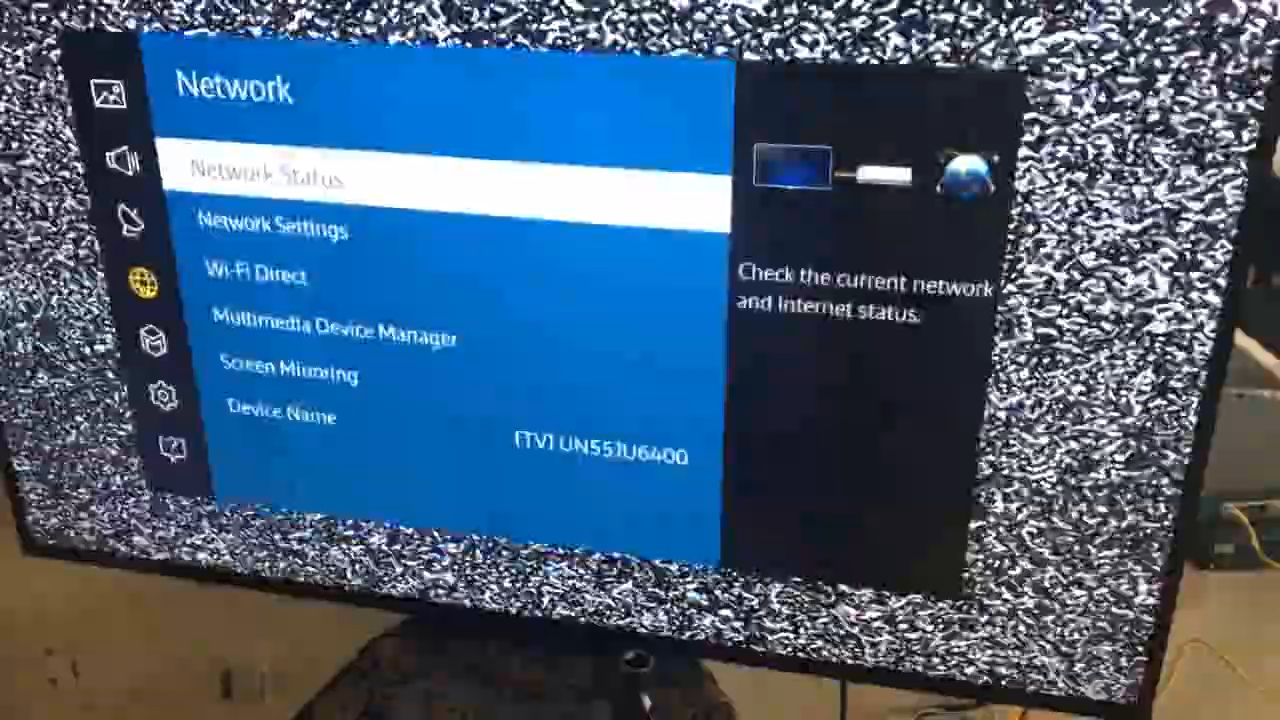 Network
Network Status
Network Settings
Wi-Fi Direct
Multimedia Device Manager
Screen Mirroring
Device Name
[TV] UN55JU6400
Check the current network
and Internet status.